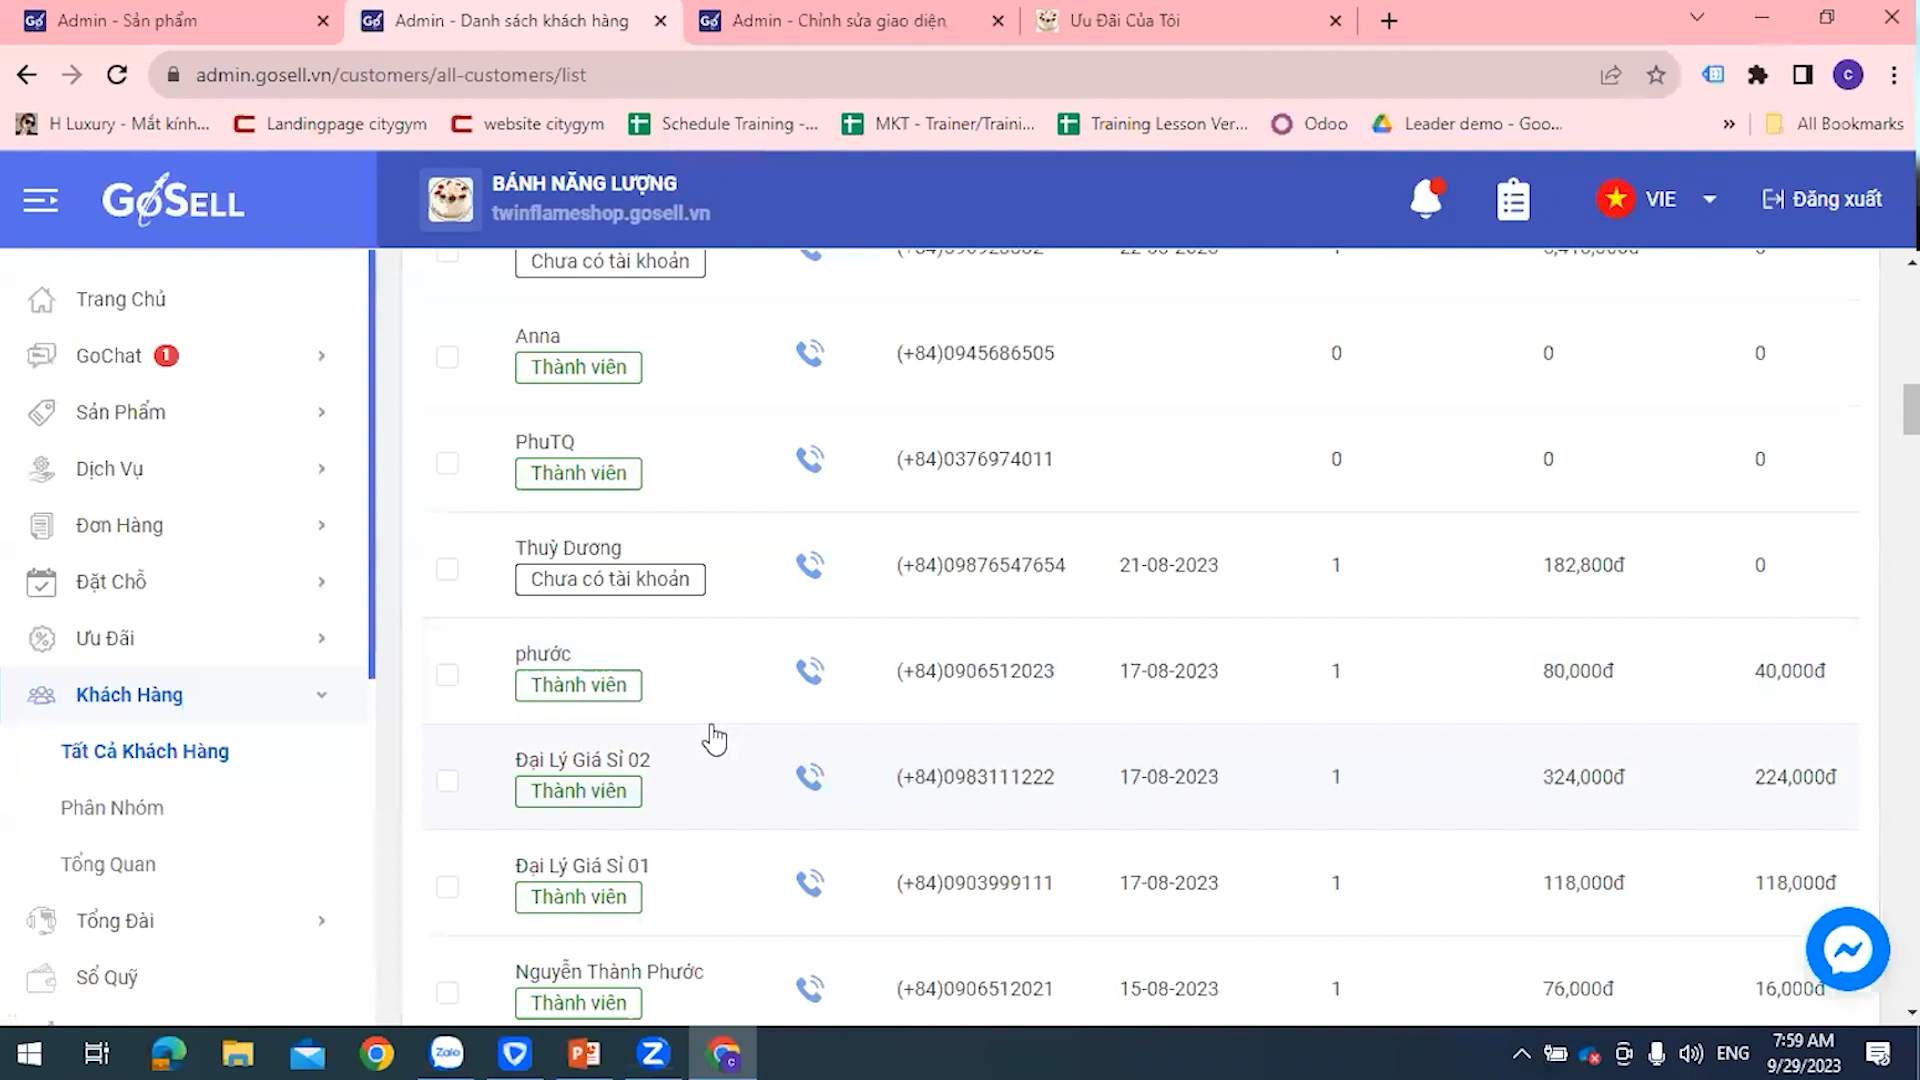 Admin - Sản phẩm
Admin - Danh sách khách hàng
Admin - Chỉnh sửa giao diện
Ưu Đãi Của Tôi
admin.gosell.vn/customers/all-customers/list
H Luxury - Mắt kính...
Landingpage citygym
website citygym
Schedule Training -...
MKT - Trainer/Traini...
Training Lesson Ver...
Odoo
Leader demo - Goo...
All Bookmarks
GOSELL
BÁNH NĂNG LƯỢNG
twinflameshop.gosell.vn
VIE
Đăng xuất
Trang Chủ
GoChat 1
Sản Phẩm
Dịch Vụ
Đơn Hàng
Đặt Chỗ
Ưu Đãi
Khách Hàng
Tất Cả Khách Hàng
Phân Nhóm
Tổng Quan
Tổng Đài
Sổ Quỹ
Chưa có tài khoản
Anna
Thành viên
(+84)0945686505 0 0 0
PhuTQ
Thành viên
(+84)0376974011 0 0 0
Thuỳ Dương
Chưa có tài khoản
(+84)09876547654 21-08-2023 1 182,800đ 0
phước
Thành viên
(+84)0906512023 17-08-2023 1 80,000đ 40,000đ
Đại Lý Giá Sỉ 02
Thành viên
(+84)0983111222 17-08-2023 1 324,000đ 224,000đ
Đại Lý Giá Sỉ 01
Thành viên
(+84)0903999111 17-08-2023 1 118,000đ 118,000đ
Nguyễn Thành Phước
Thành viên
(+84)0906512021 15-08-2023 1 76,000đ 16,000đ
Zalo
ENG
7:59 AM
9/29/2023